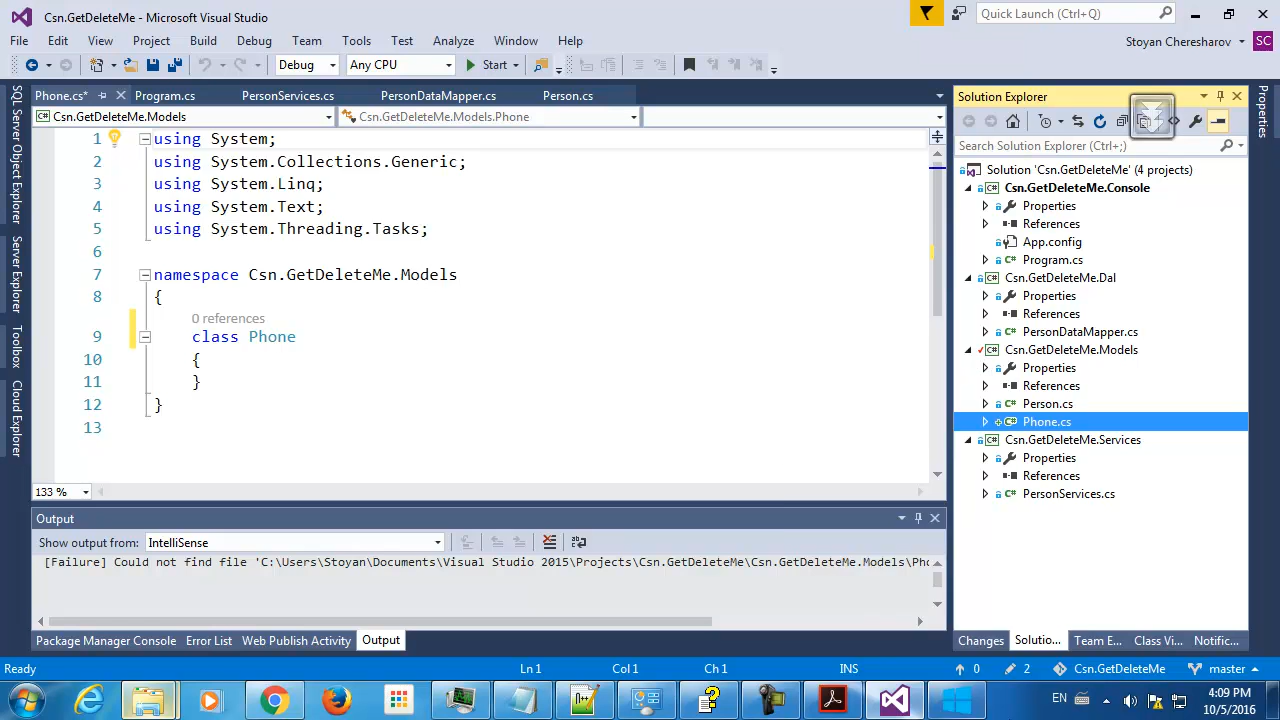 Csn.GetDeleteMe - Microsoft Visual Studio
Quick Launch (Ctrl+Q)
File Edit View Project Build Debug Team Tools Test Analyze Window Help
Stoyan Cheresharov SC
Debug Any CPU Start
Phone.cs* Program.cs PersonServices.cs PersonDataMapper.cs Person.cs
Csn.GetDeleteMe.Models Csn.GetDeleteMe.Models.Phone
1 using System;
2 using System.Collections.Generic;
3 using System.Linq;
4 using System.Text;
5 using System.Threading.Tasks;
6
7 namespace Csn.GetDeleteMe.Models
8 {
0 references
9 class Phone
10 {
11 }
12 }
13
133 %
Output
Show output from: IntelliSense
[Failure] Could not find file 'C:\Users\Stoyan\Documents\Visual Studio 2015\Projects\Csn.GetDeleteMe\Csn.GetDeleteMe.Models\Pho
Package Manager Console Error List Web Publish Activity Output
SQL Server Object Explorer
Server Explorer
Toolbox
Cloud Explorer
Solution Explorer
Search Solution Explorer (Ctrl+;)
Solution 'Csn.GetDeleteMe' (4 projects)
Csn.GetDeleteMe.Console
Properties
References
App.config
Program.cs
Csn.GetDeleteMe.Dal
Properties
References
PersonDataMapper.cs
Csn.GetDeleteMe.Models
Properties
References
Person.cs
Phone.cs
Csn.GetDeleteMe.Services
Properties
References
PersonServices.cs
Changes Solutio... Team E... Class Vi... Notific...
Properties
Ready Ln 1 Col 1 Ch 1 INS 0 2 Csn.GetDeleteMe master
EN 4:09 PM
10/5/2016